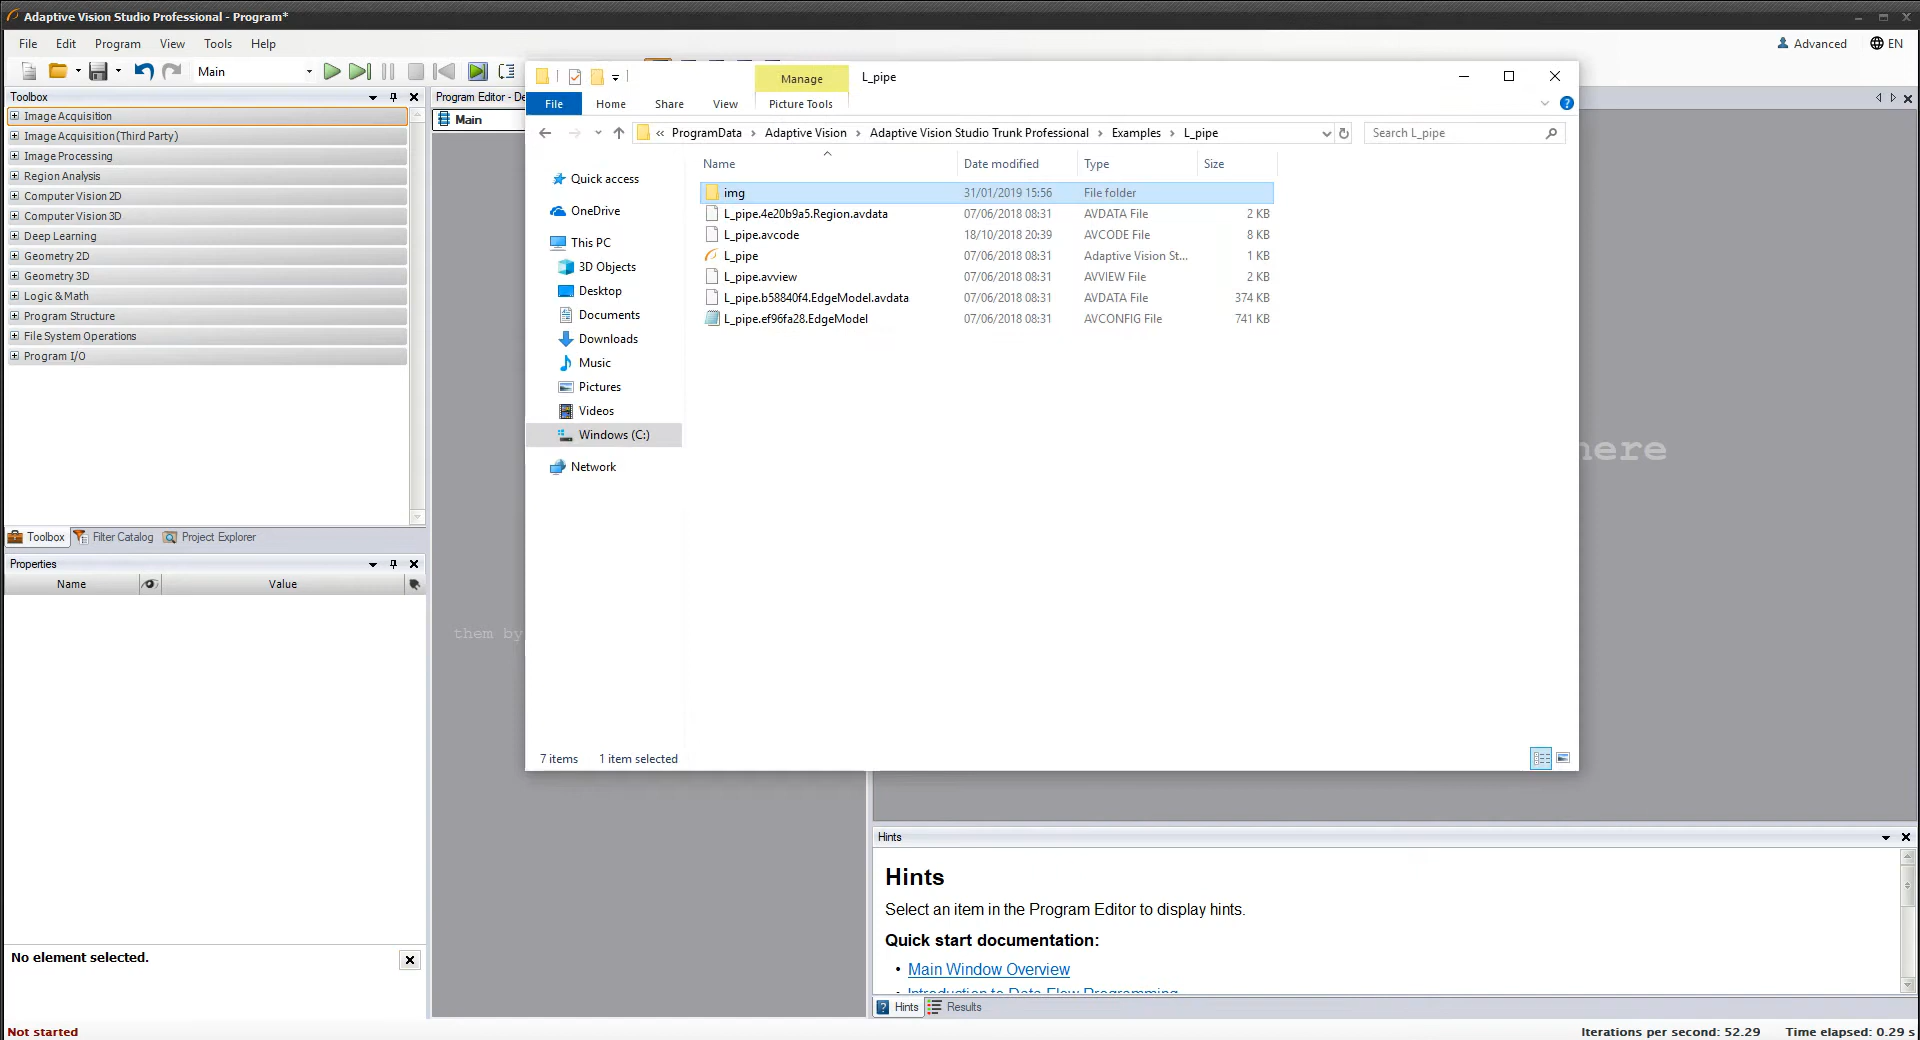 Adaptive Vision Studio Professional - Program*
File Edit Program View Tools Help
Advanced EN
Main
Toolbox
Image Acquisition
Image Acquisition (Third Party)
Image Processing
Region Analysis
Computer Vision 2D
Computer Vision 3D
Deep Learning
Geometry 2D
Geometry 3D
Logic & Math
Program Structure
File System Operations
Program I/O
Toolbox Filter Catalog Project Explorer
Properties
Name Value
No element selected.
Not started
Program Editor - De
Main
them by
here
Manage L_pipe
File Home Share View Picture Tools
« ProgramData > Adaptive Vision > Adaptive Vision Studio Trunk Professional > Examples > L_pipe
Search L_pipe
Quick access
OneDrive
This PC
3D Objects
Desktop
Documents
Downloads
Music
Pictures
Videos
Windows (C:)
Network
Name Date modified Type Size
img 31/01/2019 15:56 File folder
L_pipe.4e20b9a5.Region.avdata 07/06/2018 08:31 AVDATA File 2 KB
L_pipe.avcode 18/10/2018 20:39 AVCODE File 8 KB
L_pipe 07/06/2018 08:31 Adaptive Vision St... 1 KB
L_pipe.avview 07/06/2018 08:31 AVVIEW File 2 KB
L_pipe.b58840f4.EdgeModel.avdata 07/06/2018 08:31 AVDATA File 374 KB
L_pipe.ef96fa28.EdgeModel 07/06/2018 08:31 AVCONFIG File 741 KB
7 items 1 item selected
Hints
Hints
Select an item in the Program Editor to display hints.
Quick start documentation:
• Main Window Overview
• Introduction to Data Flow Programming
Hints Results
Iterations per second: 52.29 Time elapsed: 0.29 s